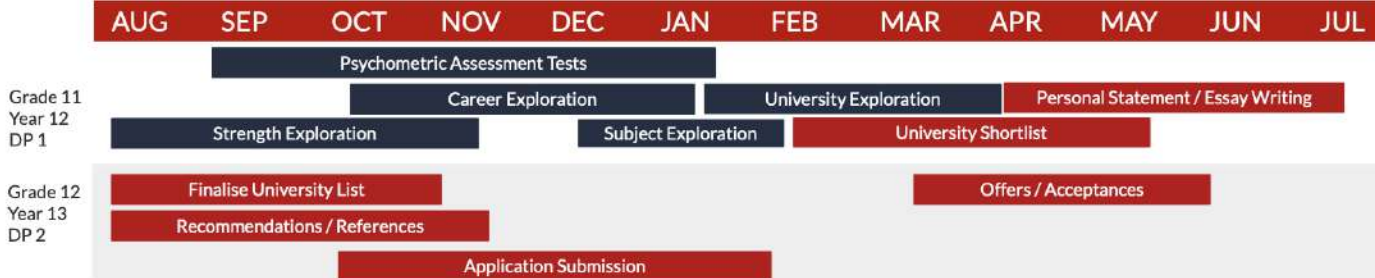 AUG SEP OCT NOV DEC JAN FEB MAR APR MAY JUN JUL
Psychometric Assessment Tests
Grade 11
Year 12
DP 1
Career Exploration
University Exploration
Personal Statement / Essay Writing
Strength Exploration
Subject Exploration
University Shortlist
Grade 12
Year 13
DP 2
Finalise University List
Offers / Acceptances
Recommendations / References
Application Submission